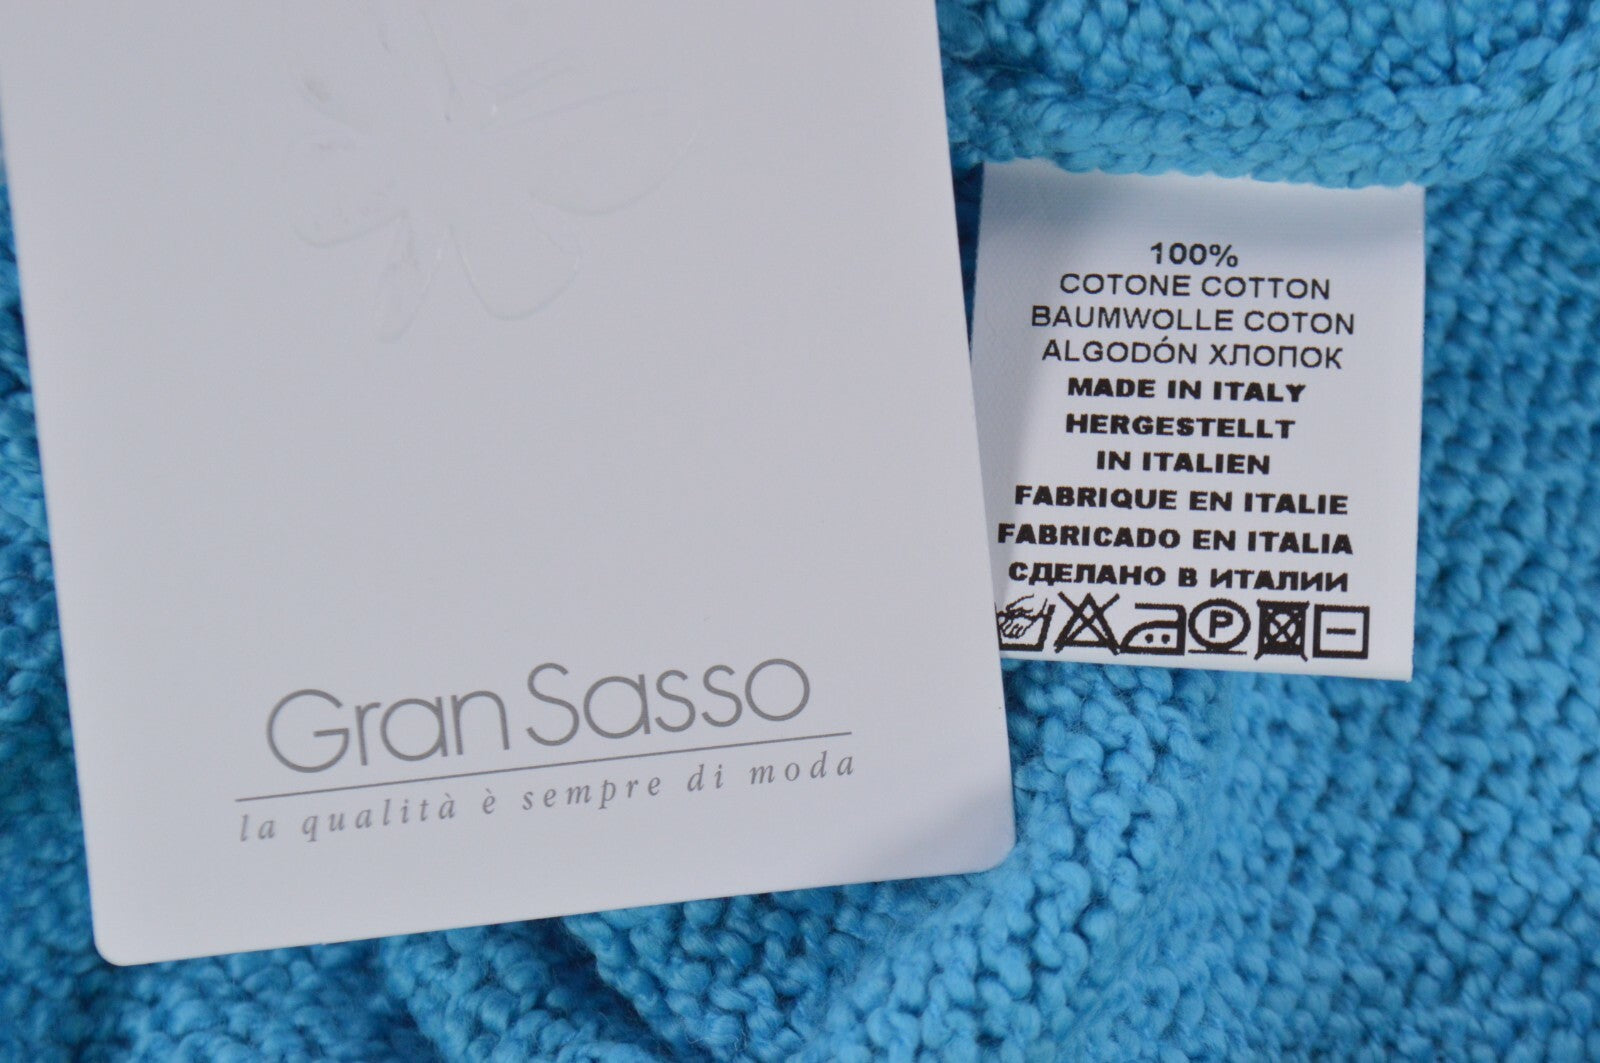 Gran Sasso
la qualità è sempre di moda
100%
COTONE COTTON
BAUMWOLLE COTON
ALGODÓN ХЛОПОК
MADE IN ITALY
HERGESTELLT
IN ITALIEN
FABRIQUE EN ITALIE
FABRICADO EN ITALIA
СДЕЛАНО В ИТАЛИИ
P